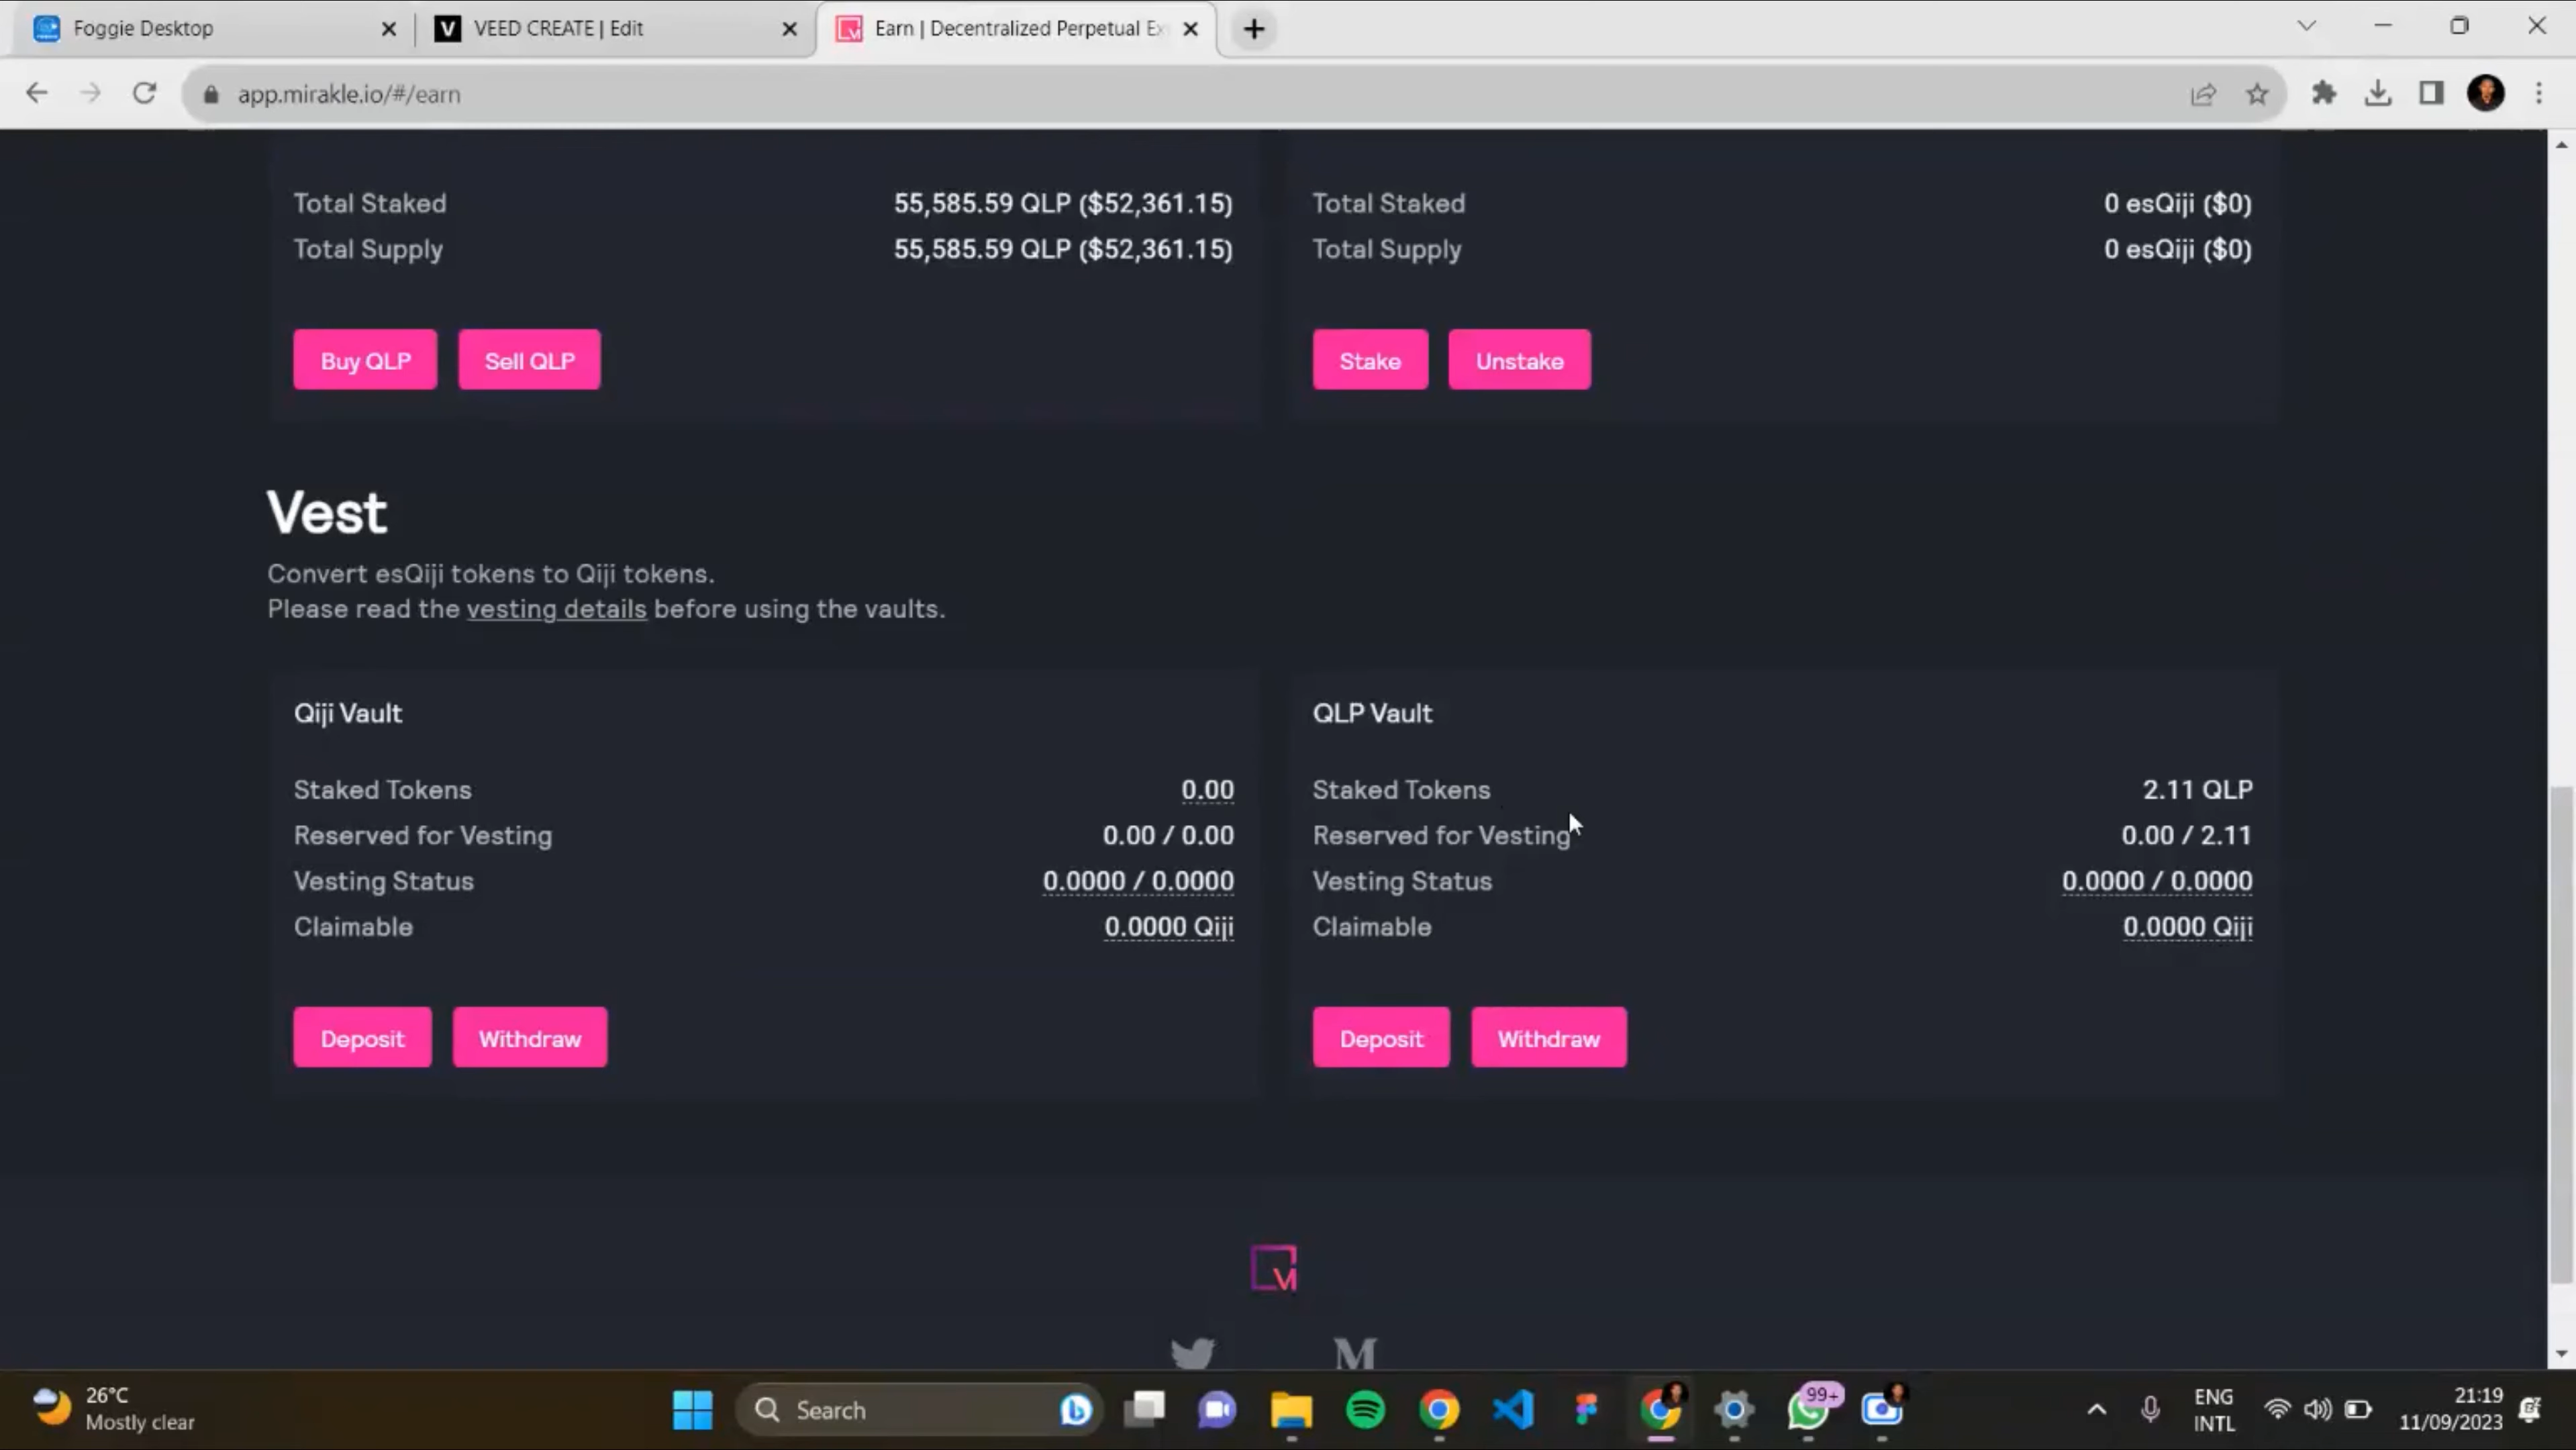 Foggie Desktop
VEED CREATE | Edit
Earn | Decentralized Perpetual Ex
app.mirakle.io/#/earn
Total Staked 55,585.59 QLP ($52,361.15)
Total Supply 55,585.59 QLP ($52,361.15)
Buy QLP Sell QLP
Total Staked 0 esQiji ($0)
Total Supply 0 esQiji ($0)
Stake Unstake
Vest
Convert esQiji tokens to Qiji tokens.
Please read the vesting details before using the vaults.
Qiji Vault
Staked Tokens 0.00
Reserved for Vesting 0.00 / 0.00
Vesting Status 0.0000 / 0.0000
Claimable 0.0000 Qiji
Deposit Withdraw
QLP Vault
Staked Tokens 2.11 QLP
Reserved for Vesting 0.00 / 2.11
Vesting Status 0.0000 / 0.0000
Claimable 0.0000 Qiji
Deposit Withdraw
26°C
Mostly clear
Search
99+
ENG
INTL
21:19
11/09/2023